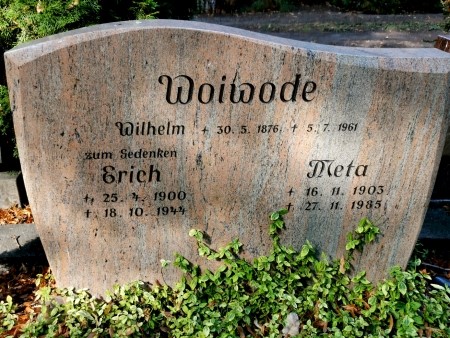 Woiwode
Wilhelm + 30. 5. 1876 + 5. 7. 1961
zum Gedenken
Erich
+ 25. 4. 1900
+ 18. 10. 1944
Meta
+ 16. 11. 1903
+ 27. 11. 1985